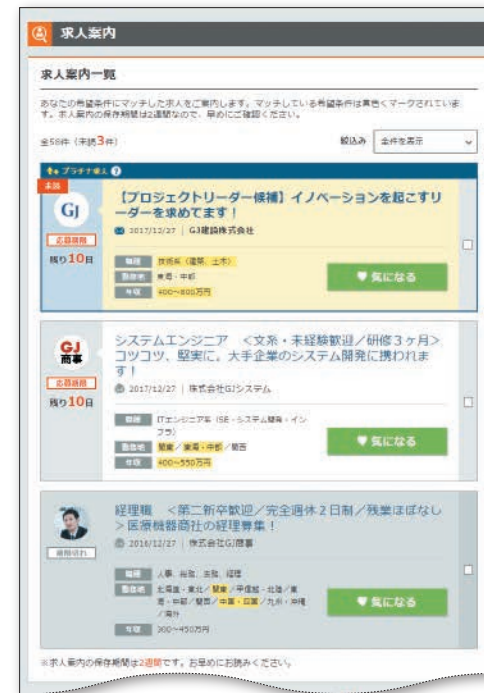 求人案内
求人案内一覧
あなたの希望条件にマッチした求人をご案内します。マッチしている希望条件は黄色くマークされていま
す。求人案内の保存期間は2週間なので、早めにご確認ください。
全58件（未読3件）
絞込み
全件を表示
プラチナ求人 ?
未読
GJ
応募期限
残り10日
【プロジェクトリーダー候補】イノベーションを起こすリ
ーダーを求めてます！
2017/12/27 | GJ建設株式会社
職種 技術系（建築、土木）
勤務地 東海・中部
年収 400～800万円
気になる
GJ
商事
応募期限
残り10日
システムエンジニア ＜文系・未経験歓迎／研修３ヶ月＞
コツコツ、堅実に。大手企業のシステム開発に携われま
す！
2017/12/27 | 株式会社GJシステム
職種 ITエンジニア系（SE・システム開発・イン
フラ）
勤務地 関東／東海・中部／関西
年収 400～550万円
気になる
期限切れ
経理職 ＜第二新卒歓迎／完全週休２日制／残業ほぼなし
＞医療機器商社の経理募集！
2016/12/27 | 株式会社GJ商事
職種 人事、総務、法務、経理
勤務地 北海道・東北／関東／甲信越・北陸／東
海・中部／関西／中国・四国／九州・沖縄
／海外
年収 300～450万円
気になる
※求人案内の保存期間は2週間です。お早めにお読みください。